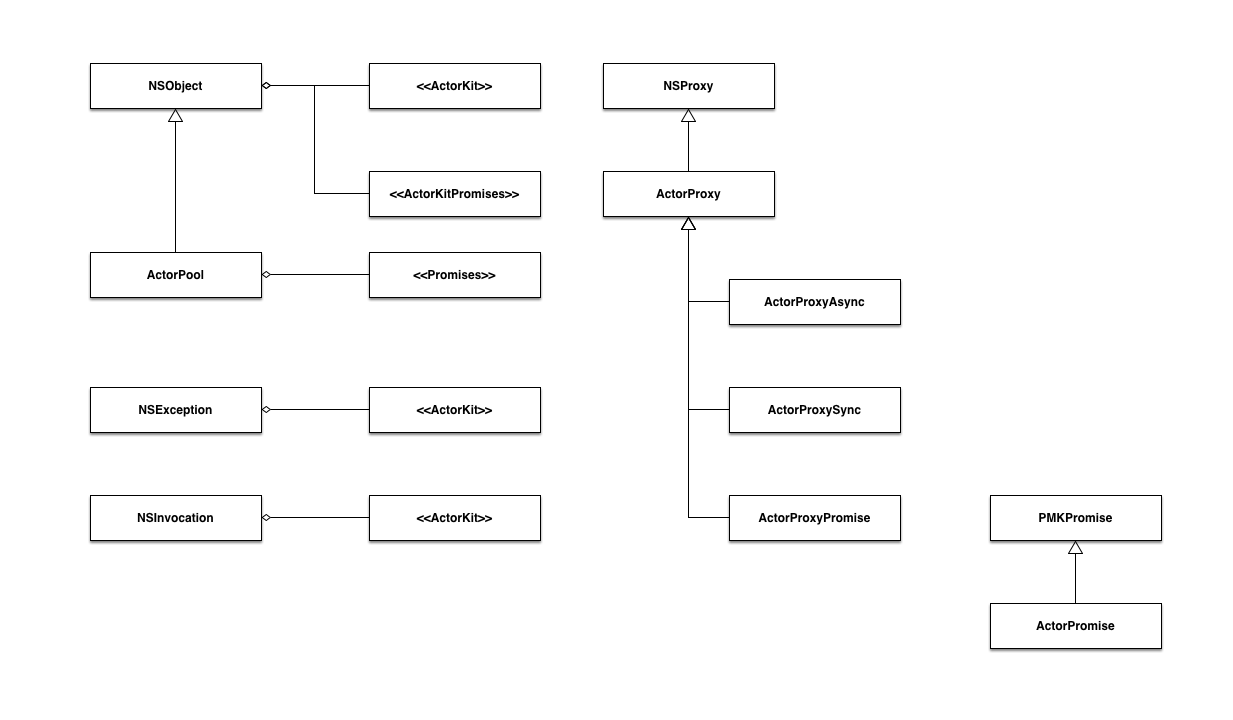 NSObject
<<ActorKit>>
NSProxy
<<ActorKitPromises>>
ActorProxy
ActorPool
<<Promises>>
ActorProxyAsync
NSException
<<ActorKit>>
ActorProxySync
NSInvocation
<<ActorKit>>
ActorProxyPromise
PMKPromise
ActorPromise